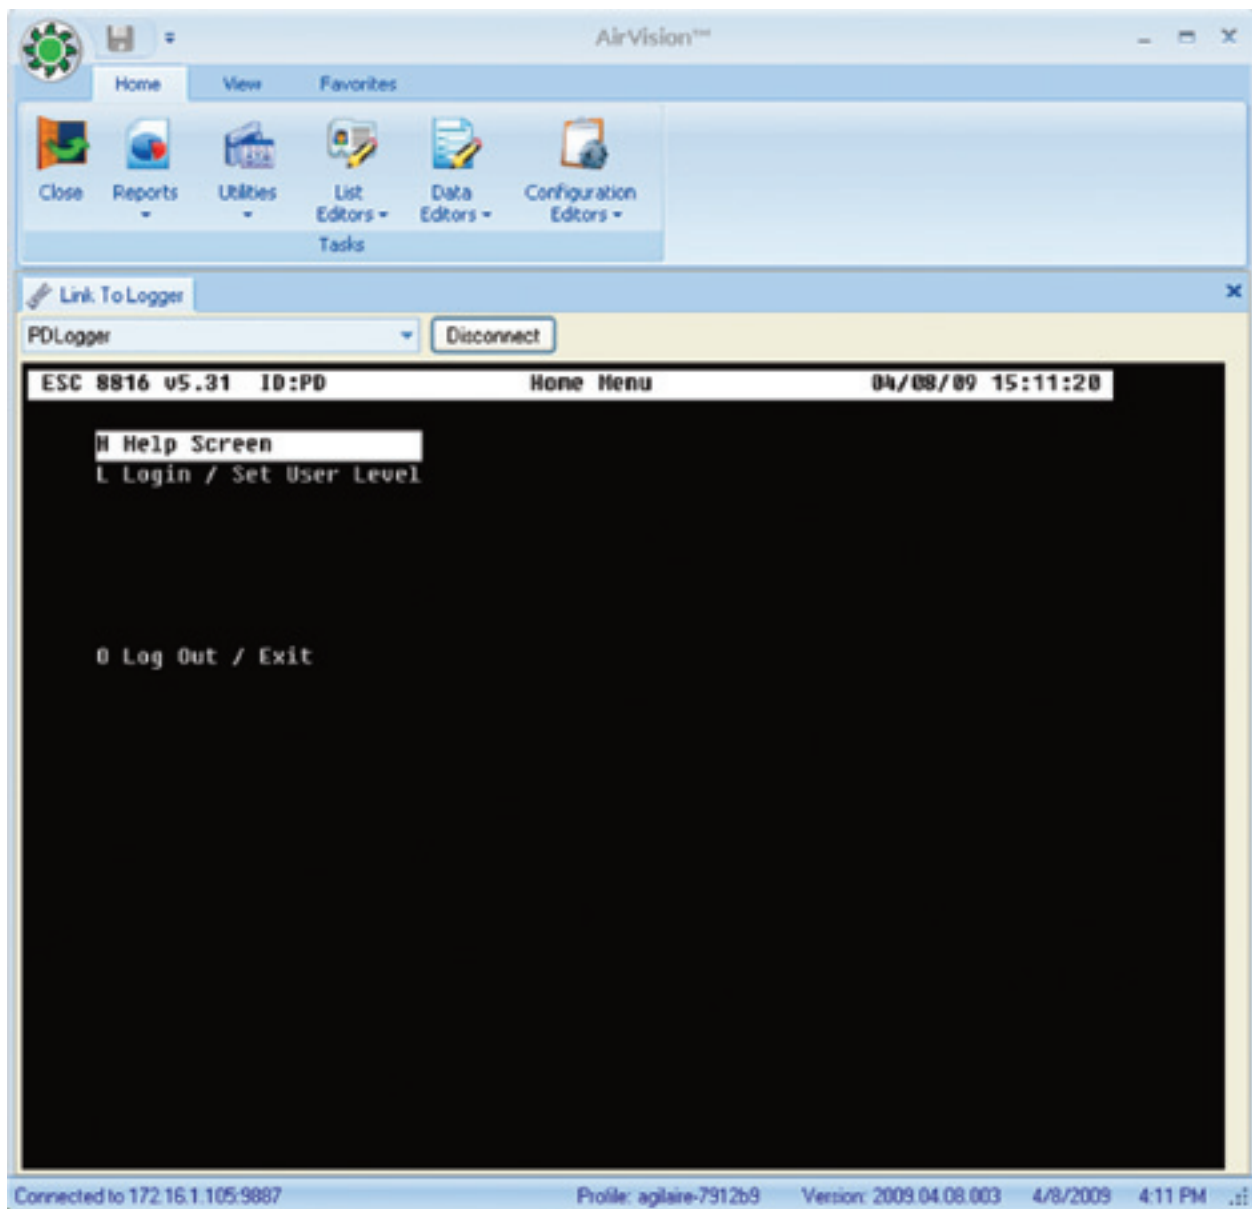 AirVision™
Home View Favorites
Close Reports Utilities List Editors Data Editors Configuration Editors
Tasks
Link To Logger
PDLogger Disconnect
ESC 8816 v5.31 ID:PD Home Menu 04/08/09 15:11:20
H Help Screen
L Login / Set User Level
O Log Out / Exit
Connected to 172.16.1.105:9887 Profile: agilaire-7912b9 Version: 2009.04.08.003 4/8/2009 4:11 PM